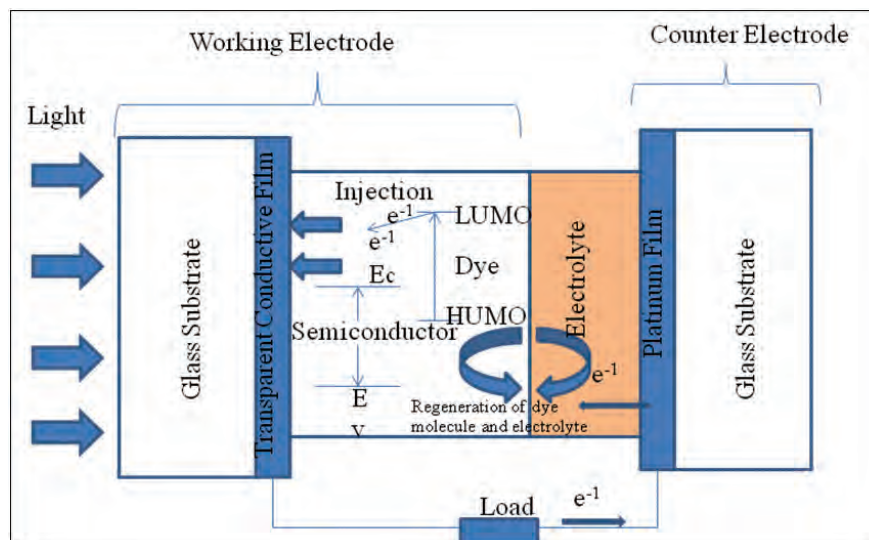 Working Electrode
Counter Electrode
Light
Glass Substrate
Transparent Conductive Film
Injection
e-1
e-1
LUMO
Dye
HUMO
Ec
Semiconductor
E
v
Electrolyte
e-1
Regeneration of dye
molecule and electrolyte
Platinum Film
Glass Substrate
Load
e-1